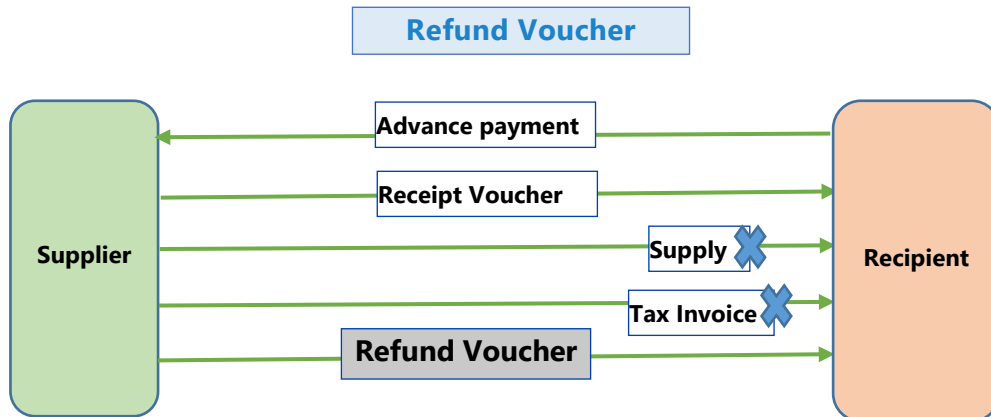 Refund Voucher
Advance payment
Receipt Voucher
Supplier
Supply
Recipient
Tax Invoice
Refund Voucher